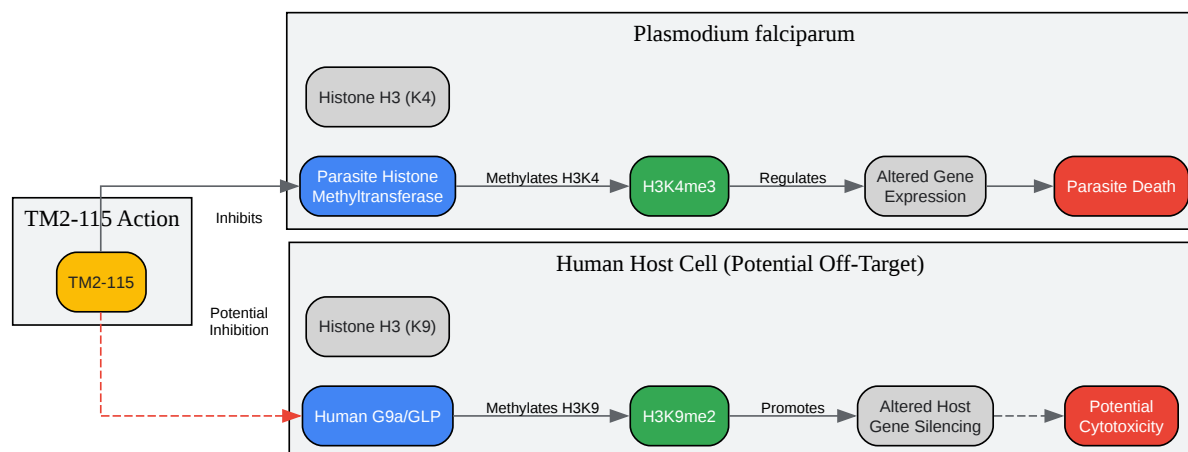 Plasmodium falciparum
Histone H3 (K4)
Parasite Histone
Methyltransferase
Methylates H3K4
H3K4me3
Regulates
Altered Gene
Expression
Parasite Death
TM2-115 Action
Inhibits
TM2-115
Potential
Inhibition
Human Host Cell (Potential Off-Target)
Histone H3 (K9)
Human G9a/GLP
Methylates H3K9
H3K9me2
Promotes
Altered Host
Gene Silencing
Potential
Cytotoxicity